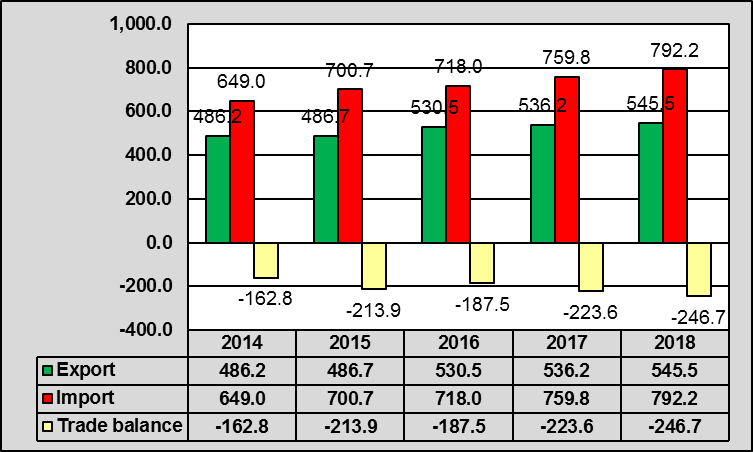 1,000.0
800.0
600.0
400.0
200.0
0.0
-200.0
-400.0
649.0 700.7 718.0 759.8 792.2
486.2 486.7 530.5 536.2 545.5
-162.8 -213.9 -187.5 -223.6 -246.7
2014 2015 2016 2017 2018
Export 486.2 486.7 530.5 536.2 545.5
Import 649.0 700.7 718.0 759.8 792.2
Trade balance -162.8 -213.9 -187.5 -223.6 -246.7